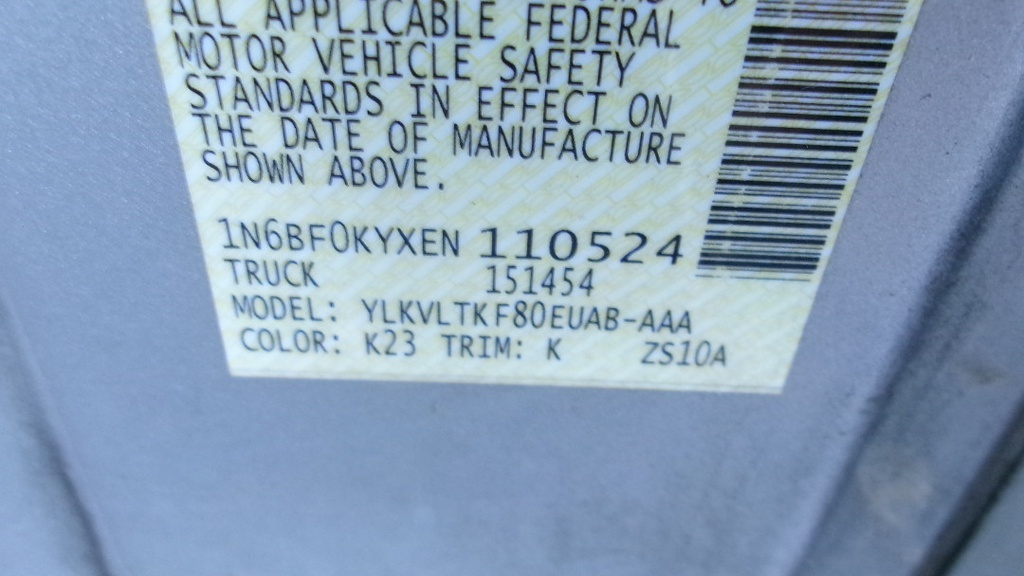 ALL APPLICABLE FEDERAL
MOTOR VEHICLE SAFETY
STANDARDS IN EFFECT ON
THE DATE OF MANUFACTURE
SHOWN ABOVE.
1N6BF0KYXEN 110524
TRUCK 151454
MODEL: YLKVLTKF80EUAB-AAA
COLOR: K23 TRIM: K ZS10A